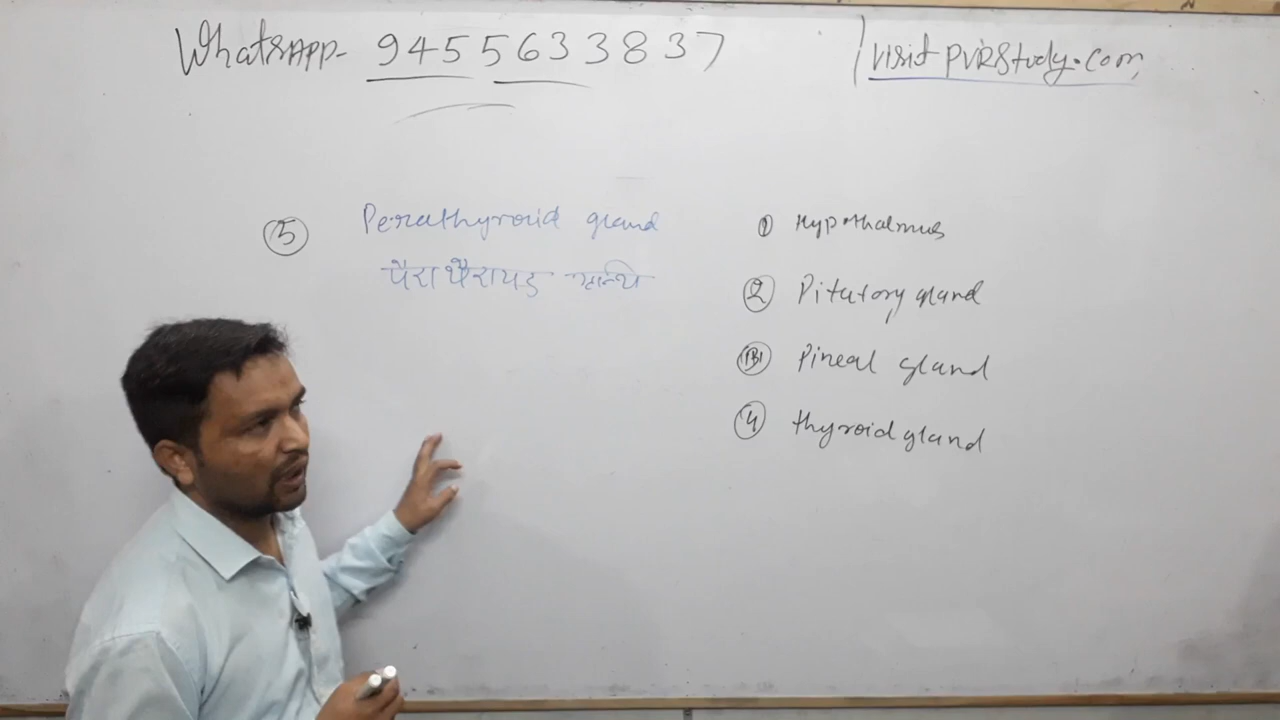 WhatsAPP- 9455633837
visit PVRStudy.com
5 Perathyroid gland
पैराथैरायड ग्रन्थि
1 Hypothalmus
2 Pitutory gland
3 Pineal gland
4 thyroid gland